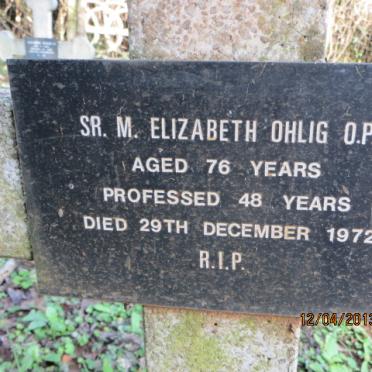 SR. M. ELIZABETH OHLIG O.P
AGED 76 YEARS
PROFESSED 48 YEARS
DIED 29TH DECEMBER 1972
R.I.P.
12/04/2013